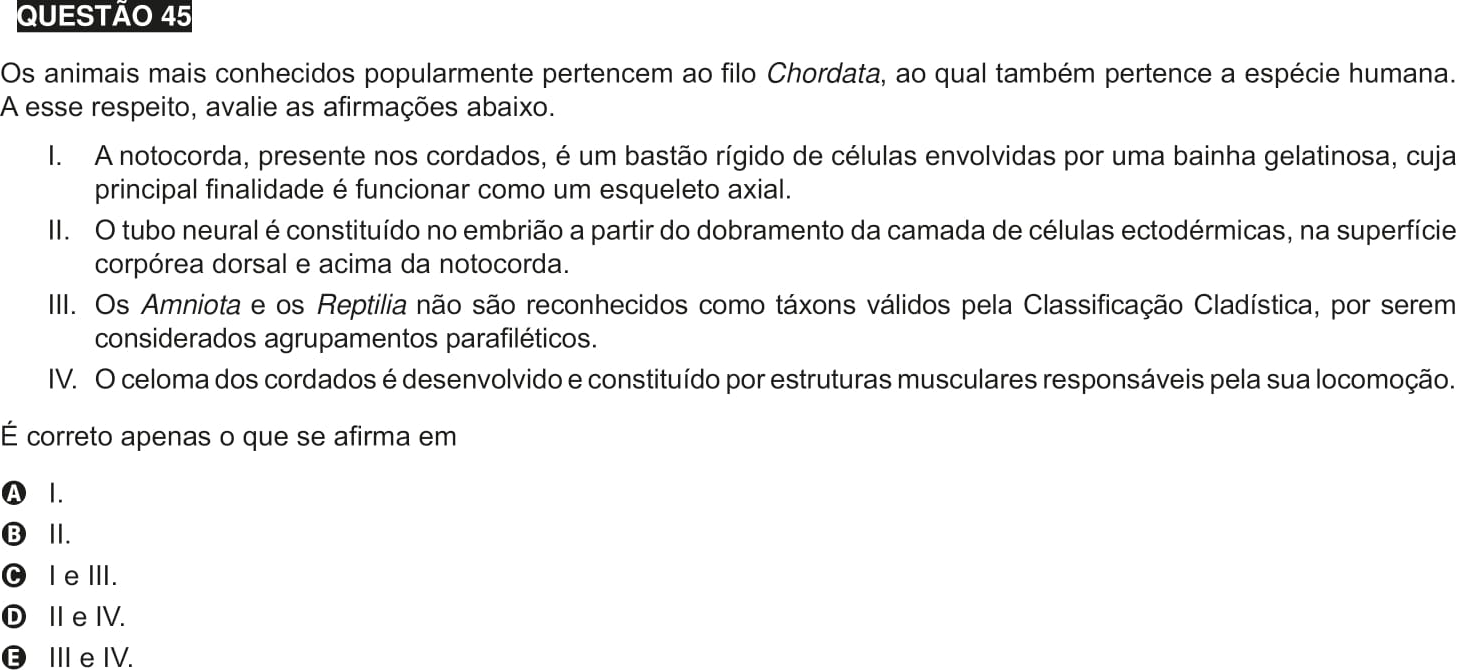 QUESTÃO 45
Os animais mais conhecidos popularmente pertencem ao filo Chordata, ao qual também pertence a espécie humana.
A esse respeito, avalie as afirmações abaixo.
I. A notocorda, presente nos cordados, é um bastão rígido de células envolvidas por uma bainha gelatinosa, cuja
principal finalidade é funcionar como um esqueleto axial.
II. O tubo neural é constituído no embrião a partir do dobramento da camada de células ectodérmicas, na superfície
corpórea dorsal e acima da notocorda.
III. Os Amniota e os Reptilia não são reconhecidos como táxons válidos pela Classificação Cladística, por serem
considerados agrupamentos parafiléticos.
IV. O celoma dos cordados é desenvolvido e constituído por estruturas musculares responsáveis pela sua locomoção.
É correto apenas o que se afirma em
A I.
B II.
C I e III.
D II e IV.
E III e IV.